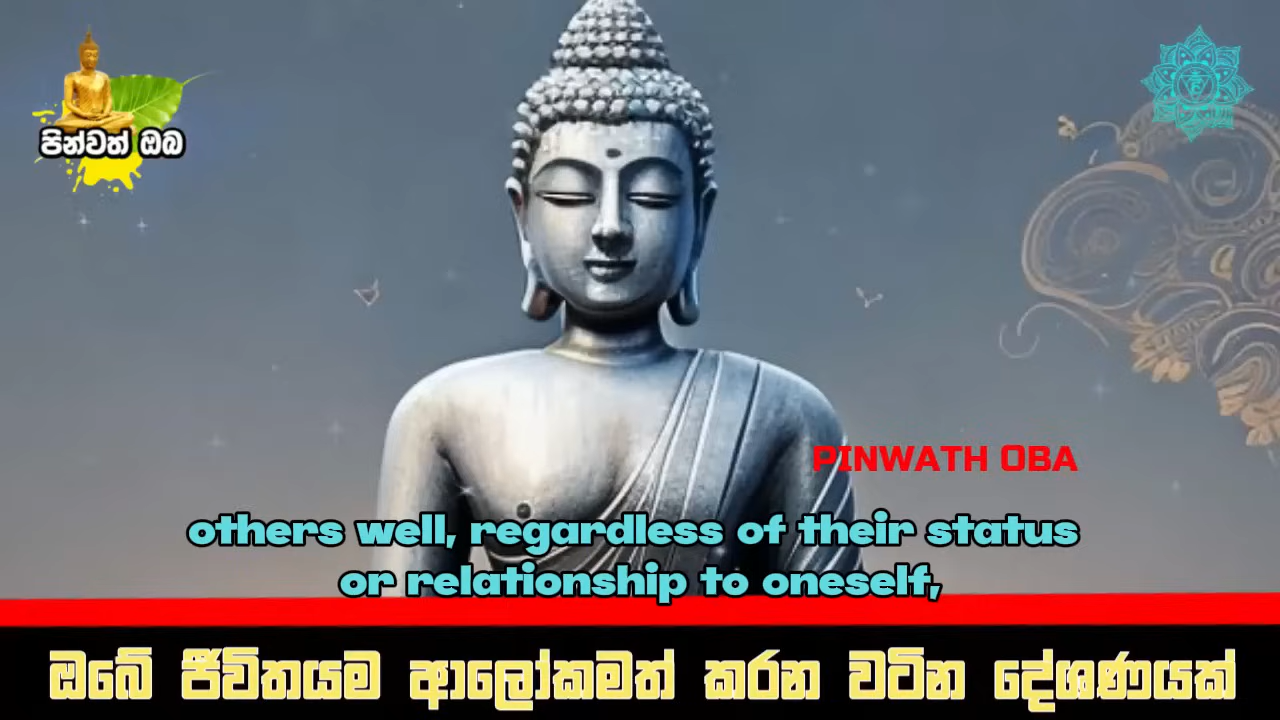 පින්වත් ඔබ
PINWATH OBA
others well, regardless of their status
or relationship to oneself,
ඔබේ ජීවිතයම ආලෝකමත් කරන වටින දේශණයක්